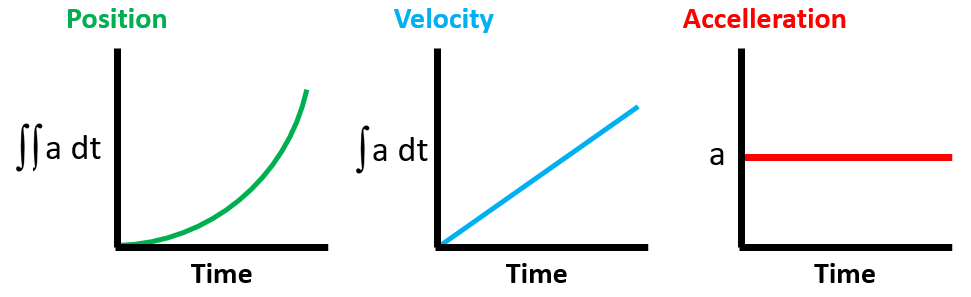 Position
Velocity
Accelleration
∬a dt
∫a dt
a
Time
Time
Time